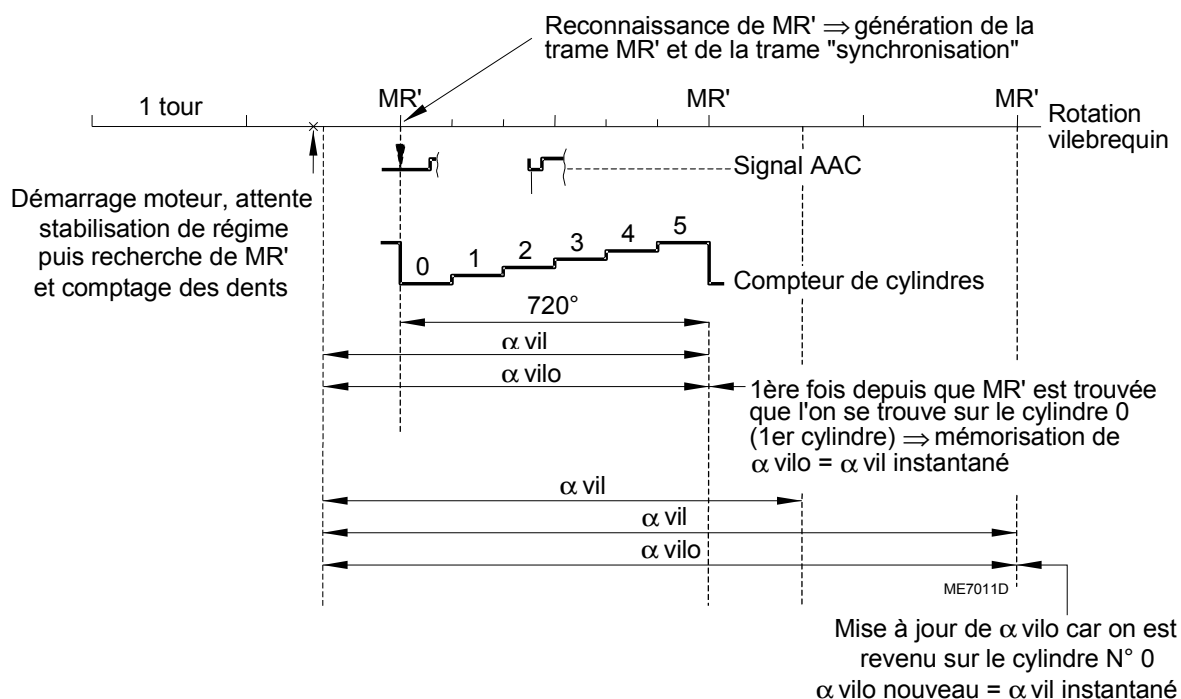 Reconnaissance de MR' ⇒ génération de la
trame MR' et de la trame "synchronisation"
1 tour
MR'
MR'
MR'
Rotation
vilebrequin
Signal AAC
Démarrage moteur, attente
stabilisation de régime
puis recherche de MR'
et comptage des dents
0
1
2
3
4
5
Compteur de cylindres
720°
α vil
α vilo
1ère fois depuis que MR' est trouvée
que l'on se trouve sur le cylindre 0
(1er cylindre) ⇒ mémorisation de
α vilo = α vil instantané
α vil
α vil
α vilo
ME7011D
Mise à jour de α vilo car on est
revenu sur le cylindre N° 0
α vilo nouveau = α vil instantané